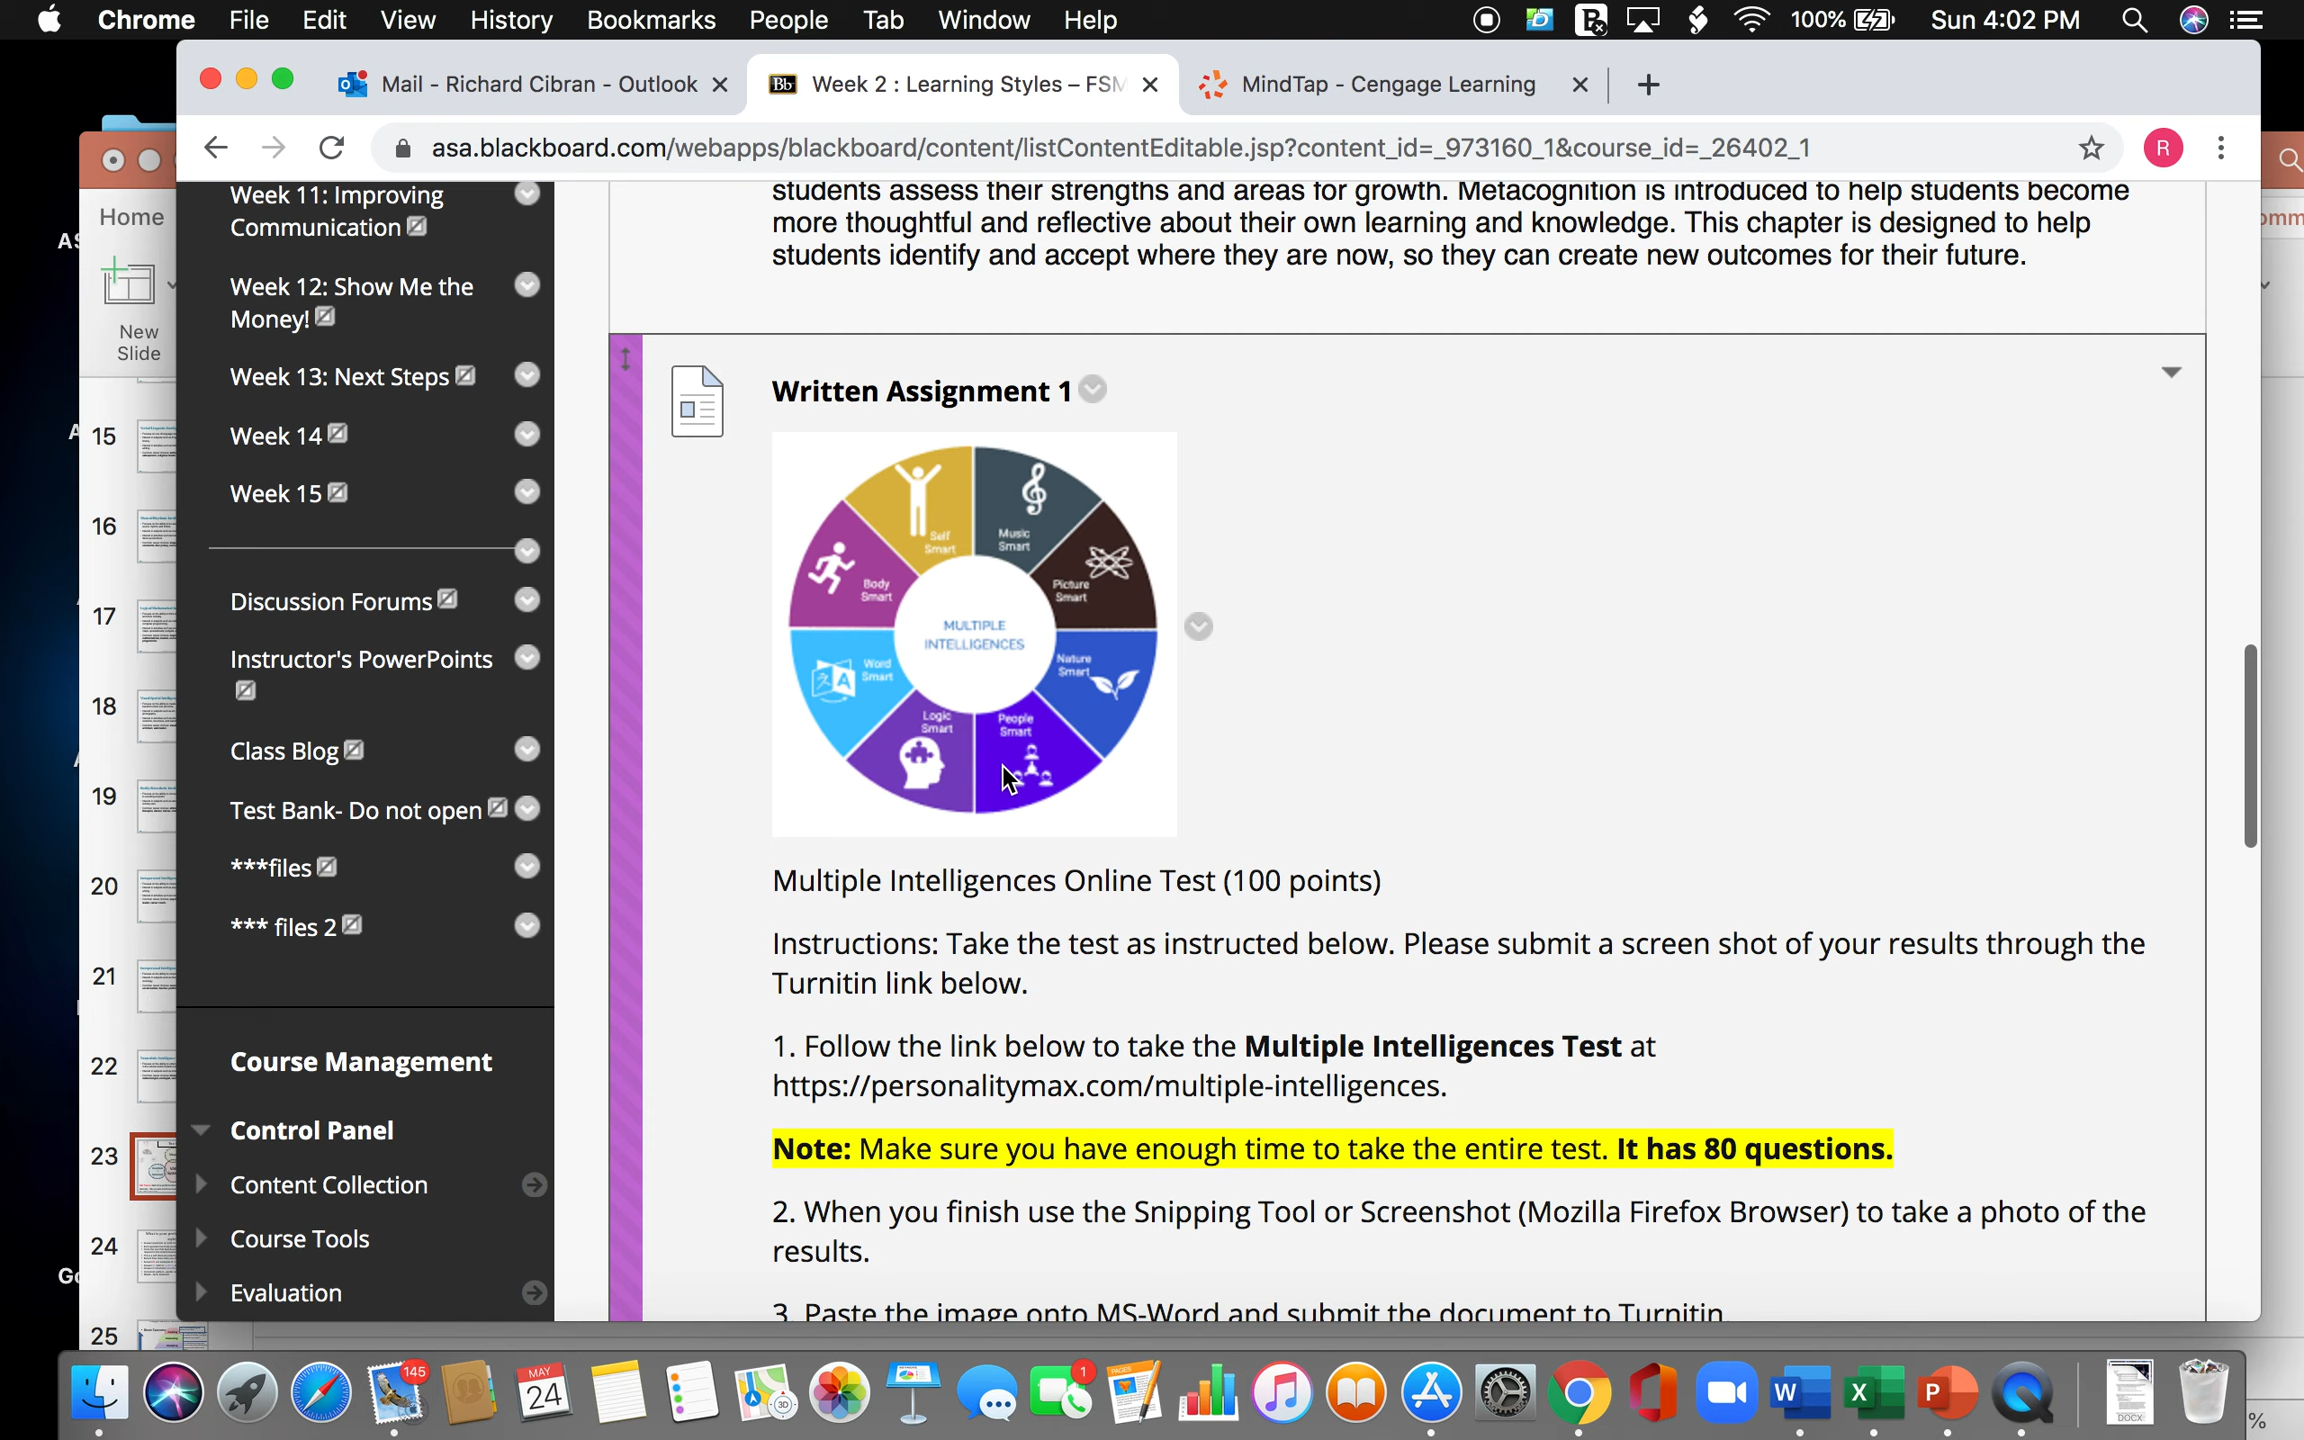 Chrome File Edit View History Bookmarks People Tab Window Help 100% Sun 4:02 PM
Mail - Richard Cibran - Outlook
Bb Week 2 : Learning Styles – FSM
MindTap - Cengage Learning
asa.blackboard.com/webapps/blackboard/content/listContentEditable.jsp?content_id=_973160_1&course_id=_26402_1
R
Home
New
Slide
15
16
17
18
19
20
21
22
23
24
25
Week 11: Improving
Communication
Week 12: Show Me the
Money!
Week 13: Next Steps
Week 14
Week 15
Discussion Forums
Instructor's PowerPoints
Class Blog
Test Bank- Do not open
***files
*** files 2
Course Management
Control Panel
Content Collection
Course Tools
Evaluation
students assess their strengths and areas for growth. Metacognition is introduced to help students become
more thoughtful and reflective about their own learning and knowledge. This chapter is designed to help
students identify and accept where they are now, so they can create new outcomes for their future.
Written Assignment 1
Self
Smart
Music
Smart
Body
Smart
Picture
Smart
MULTIPLE
INTELLIGENCES
Word
Smart
Nature
Smart
Logic
Smart
People
Smart
Multiple Intelligences Online Test (100 points)
Instructions: Take the test as instructed below. Please submit a screen shot of your results through the
Turnitin link below.
1. Follow the link below to take the Multiple Intelligences Test at
https://personalitymax.com/multiple-intelligences.
Note: Make sure you have enough time to take the entire test. It has 80 questions.
2. When you finish use the Snipping Tool or Screenshot (Mozilla Firefox Browser) to take a photo of the
results.
3. Paste the image onto MS-Word and submit the document to Turnitin.
145
MAY
24
3D
PAGES
1
W
X
P
DOCX
%